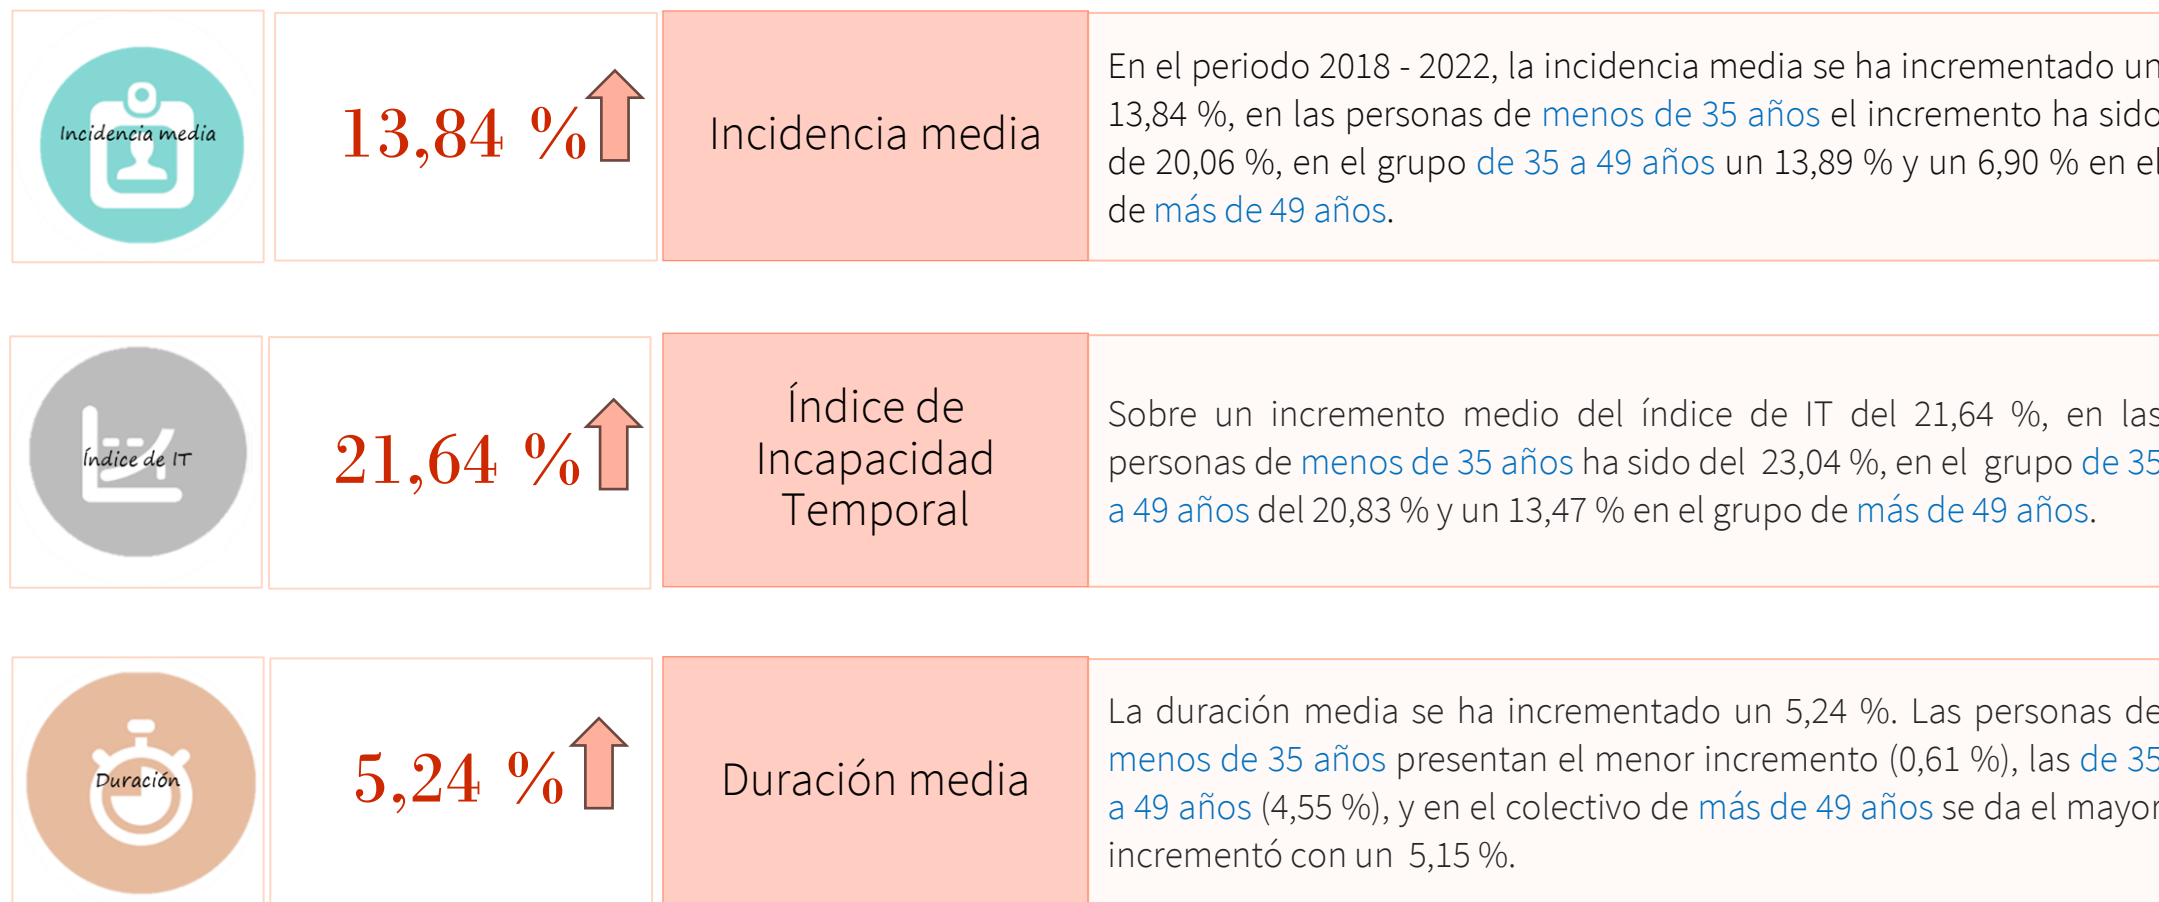 Incidencia media
13,84 %
Incidencia media
En el periodo 2018 - 2022, la incidencia media se ha incrementado un
13,84 %, en las personas de menos de 35 años el incremento ha sido
de 20,06 %, en el grupo de 35 a 49 años un 13,89 % y un 6,90 % en el
de más de 49 años.
Índice de IT
21,64 %
Índice de
Incapacidad
Temporal
Sobre un incremento medio del índice de IT del 21,64 %, en las
personas de menos de 35 años ha sido del 23,04 %, en el grupo de 35
a 49 años del 20,83 % y un 13,47 % en el grupo de más de 49 años.
Duración
5,24 %
Duración media
La duración media se ha incrementado un 5,24 %. Las personas de
menos de 35 años presentan el menor incremento (0,61 %), las de 35
a 49 años (4,55 %), y en el colectivo de más de 49 años se da el mayor
incrementó con un 5,15 %.